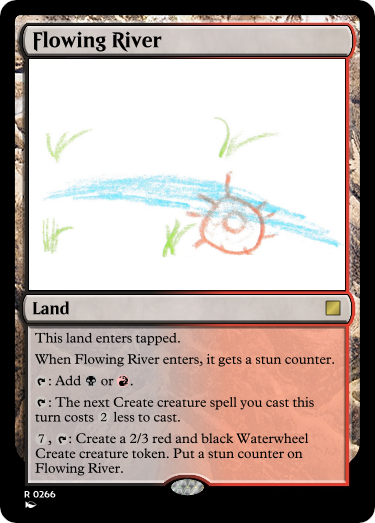 Flowing River
Land
This land enters tapped.
When Flowing River enters, it gets a stun counter.
: Add or .
: The next Create creature spell you cast this
turn costs 2 less to cast.
7 , : Create a 2/3 red and black Waterwheel
Create creature token. Put a stun counter on
Flowing River.
R 0266